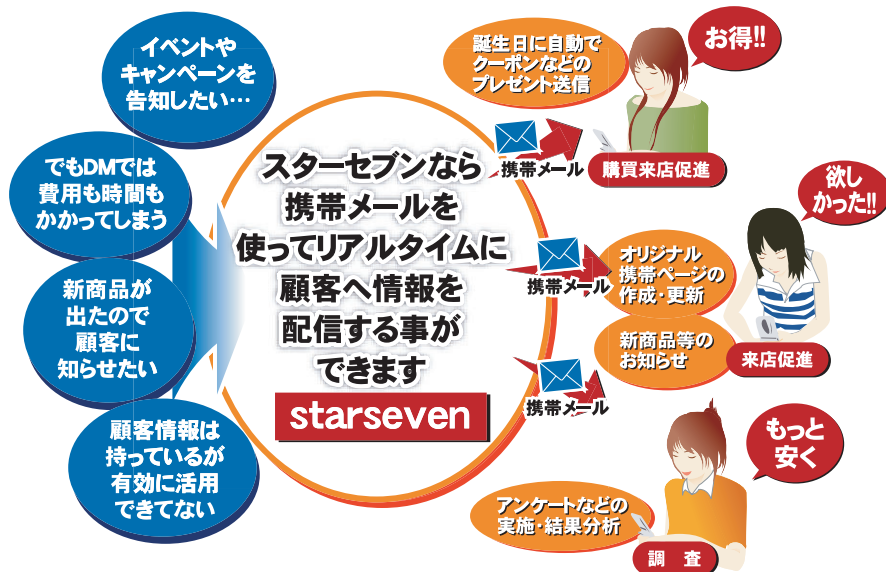 イベントや
キャンペーンを
告知したい…
でもDMでは
費用も時間も
かかってしまう
新商品が
出たので
顧客に
知らせたい
顧客情報は
持っているが
有効に活用
できてない
スターセブンなら
携帯メールを
使ってリアルタイムに
顧客へ情報を
配信する事が
できます
starseven
誕生日に自動で
クーポンなどの
プレゼント送信
お得!!
携帯メール
購買来店促進
欲し
かった!!
携帯メール
オリジナル
携帯ページの
作成・更新
新商品等の
お知らせ
来店促進
携帯メール
もっと
安く
アンケートなどの
実施・結果分析
調査